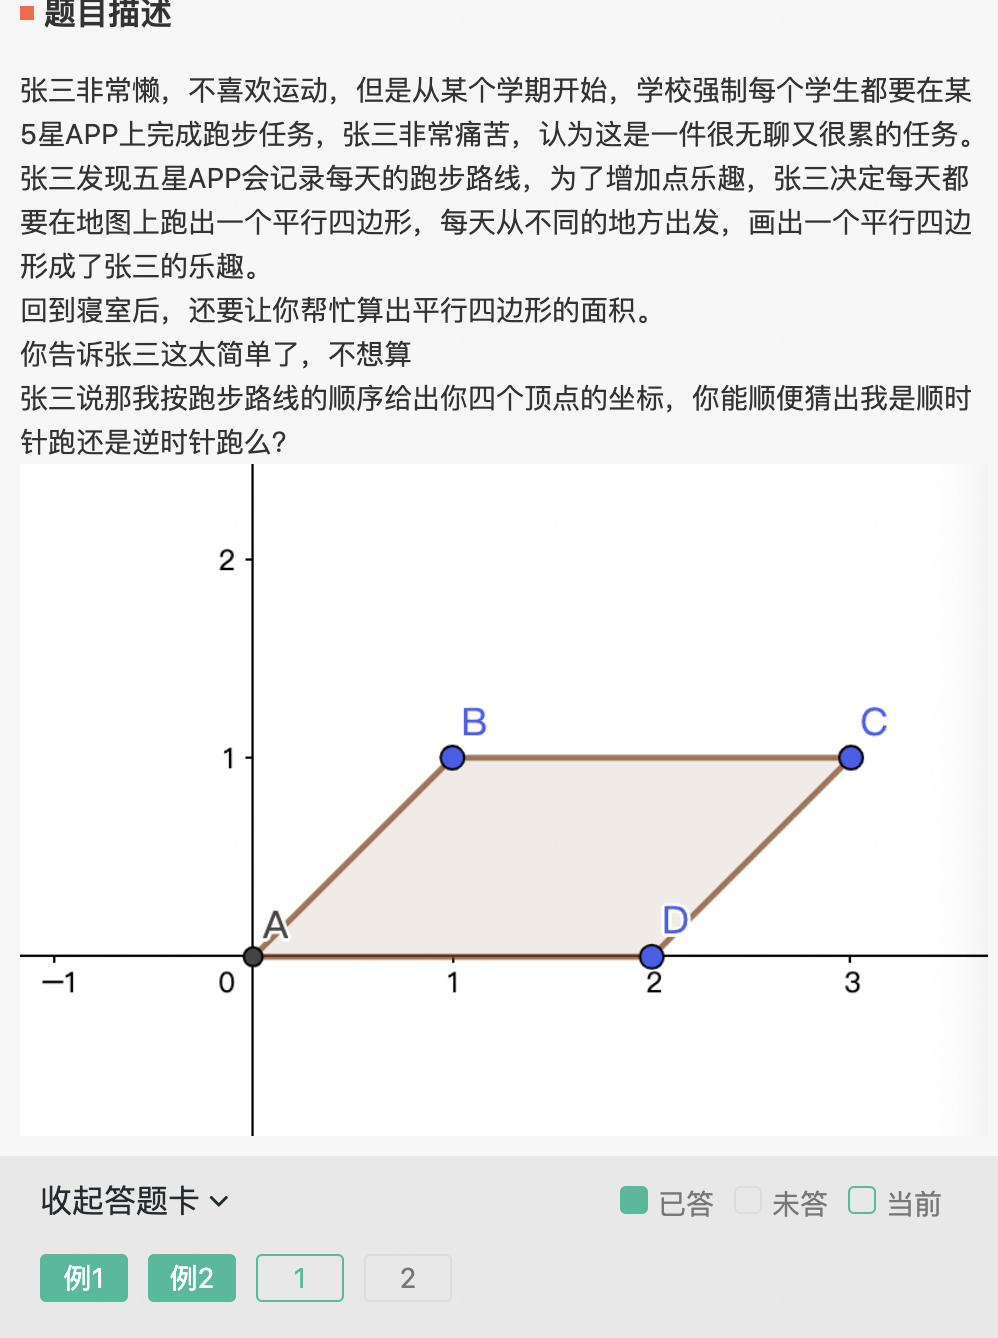 题目描述
张三非常懒，不喜欢运动，但是从某个学期开始，学校强制每个学生都要在某
5星APP上完成跑步任务，张三非常痛苦，认为这是一件很无聊又很累的任务。
张三发现五星APP会记录每天的跑步路线，为了增加点乐趣，张三决定每天都
要在地图上跑出一个平行四边形，每天从不同的地方出发，画出一个平行四边
形成了张三的乐趣。
回到寝室后，还要让你帮忙算出平行四边形的面积。
你告诉张三这太简单了，不想算
张三说那我按跑步路线的顺序给出你四个顶点的坐标，你能顺便猜出我是顺时
针跑还是逆时针跑么？
2
B
C
1
A
D
−1
0
1
2
3
收起答题卡
已答
未答
当前
例1
例2
1
2